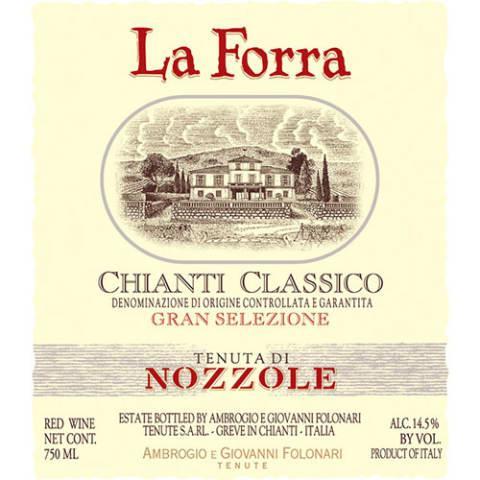 La Forra
CHIANTI CLASSICO
DENOMINAZIONE DI ORIGINE CONTROLLATA E GARANTITA
GRAN SELEZIONE
TENUTA DI
NOZZOLE
RED WINE
NET CONT.
750 ML
ESTATE BOTTLED BY AMBROGIO E GIOVANNI FOLONARI
TENUTE S.A.R.L. - GREVE IN CHIANTI - ITALIA
AMBROGIO E GIOVANNI FOLONARI
TENUTE
ALC. 14.5%
BY VOL.
PRODUCT OF ITALY